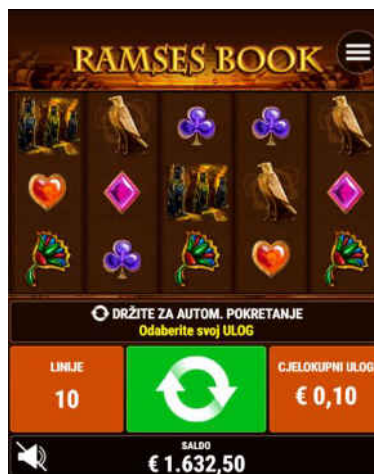 RAMSES BOOK
DRŽITE ZA AUTOM. POKRETANJE
Odaberite svoj ULOG
LINIJE
10
CJELOKUPNI ULOG
€ 0,10
SALDO
€ 1.632,50